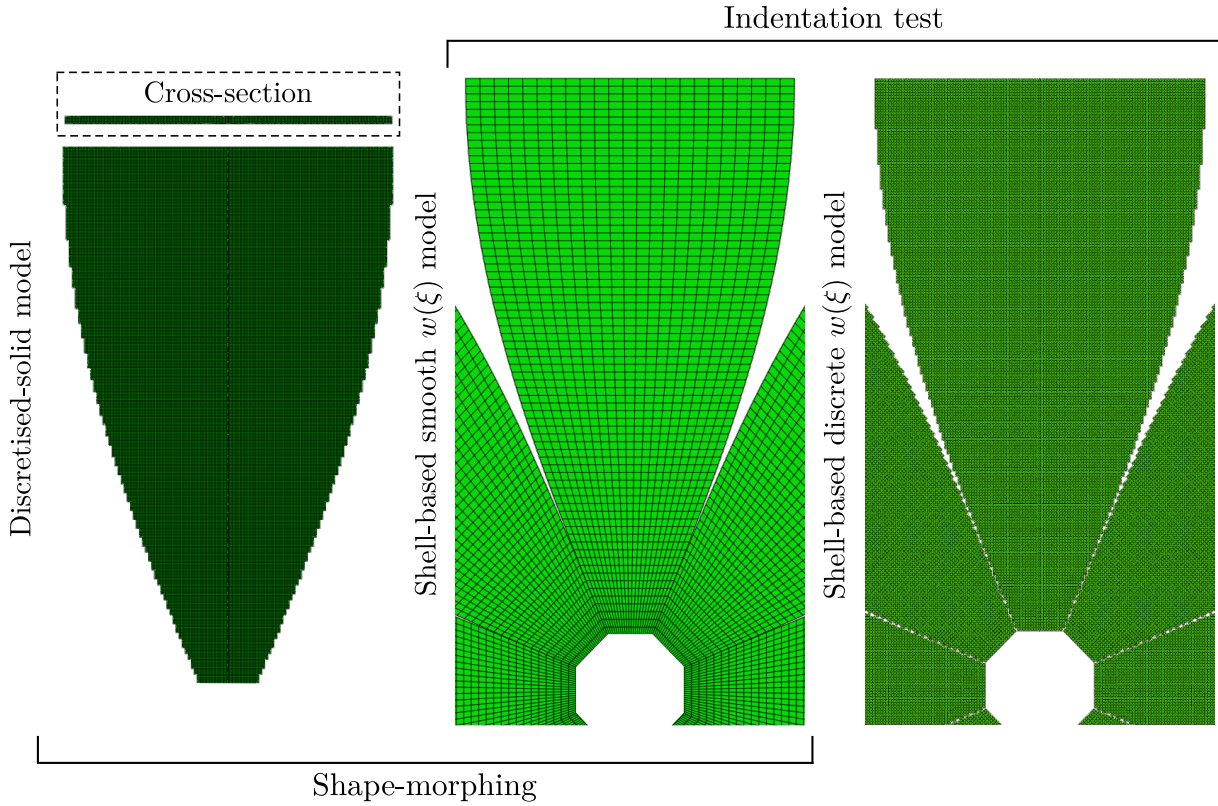 Indentation test
Cross-section
Discretised-solid model
Shell-based smooth w(ξ) model
Shell-based discrete w(ξ) model
Shape-morphing